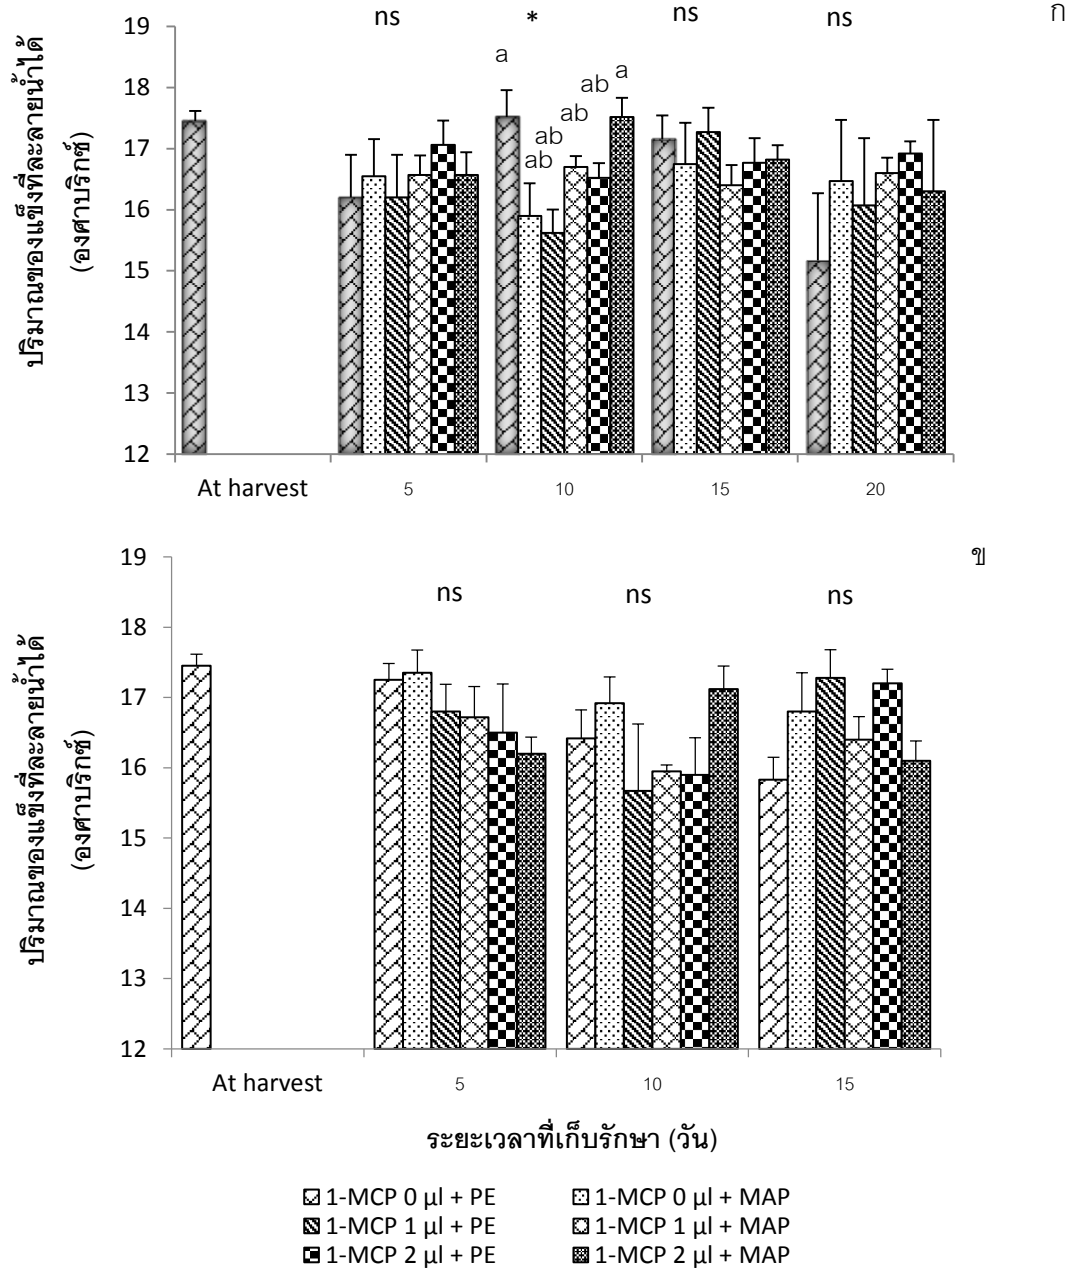 ns * ns ns ก
19
18
17
16
15
14
13
12
a
ab
ab
ab
ab
a
ปริมาณของแข็งที่ละลายน้ำได้
(องศาบริกซ์)
At harvest 5 10 15 20
ข
ns ns ns
19
18
17
16
15
14
13
12
ปริมาณของแข็งที่ละลายน้ำได้
(องศาบริกซ์)
At harvest 5 10 15
ระยะเวลาที่เก็บรักษา (วัน)
1-MCP 0 µl + PE 1-MCP 0 µl + MAP
1-MCP 1 µl + PE 1-MCP 1 µl + MAP
1-MCP 2 µl + PE 1-MCP 2 µl + MAP